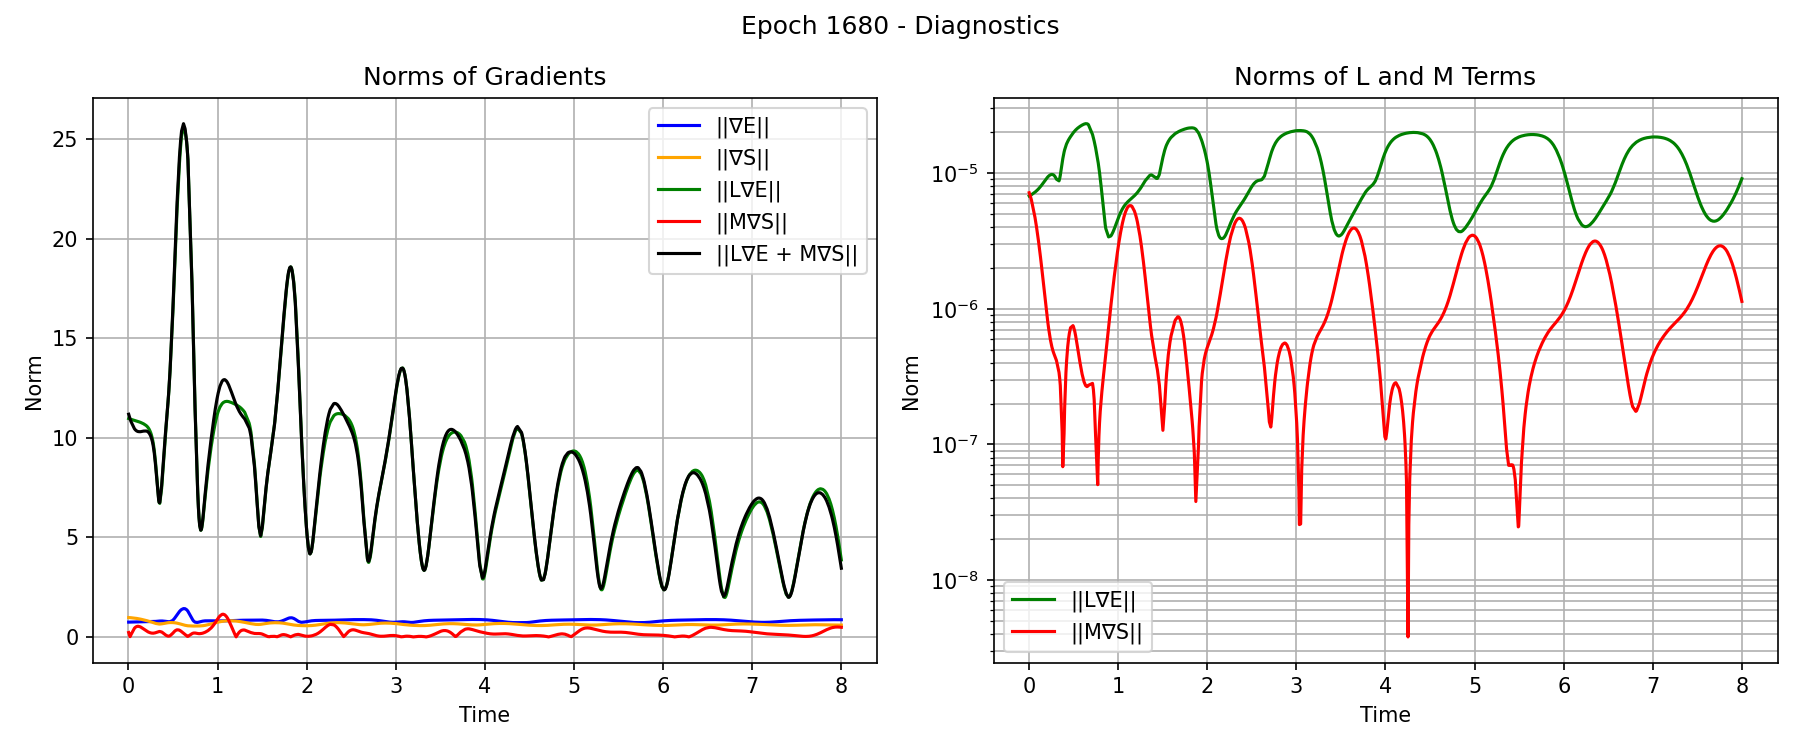 Epoch 1680 - Diagnostics
Norms of Gradients
25
20
15
10
5
0
Norm
0 1 2 3 4 5 6 7 8
Time
||∇E||
||∇S||
||L∇E||
||M∇S||
||L∇E + M∇S||
Norms of L and M Terms
10⁻⁵
10⁻⁶
10⁻⁷
10⁻⁸
Norm
0 1 2 3 4 5 6 7 8
Time
||L∇E||
||M∇S||